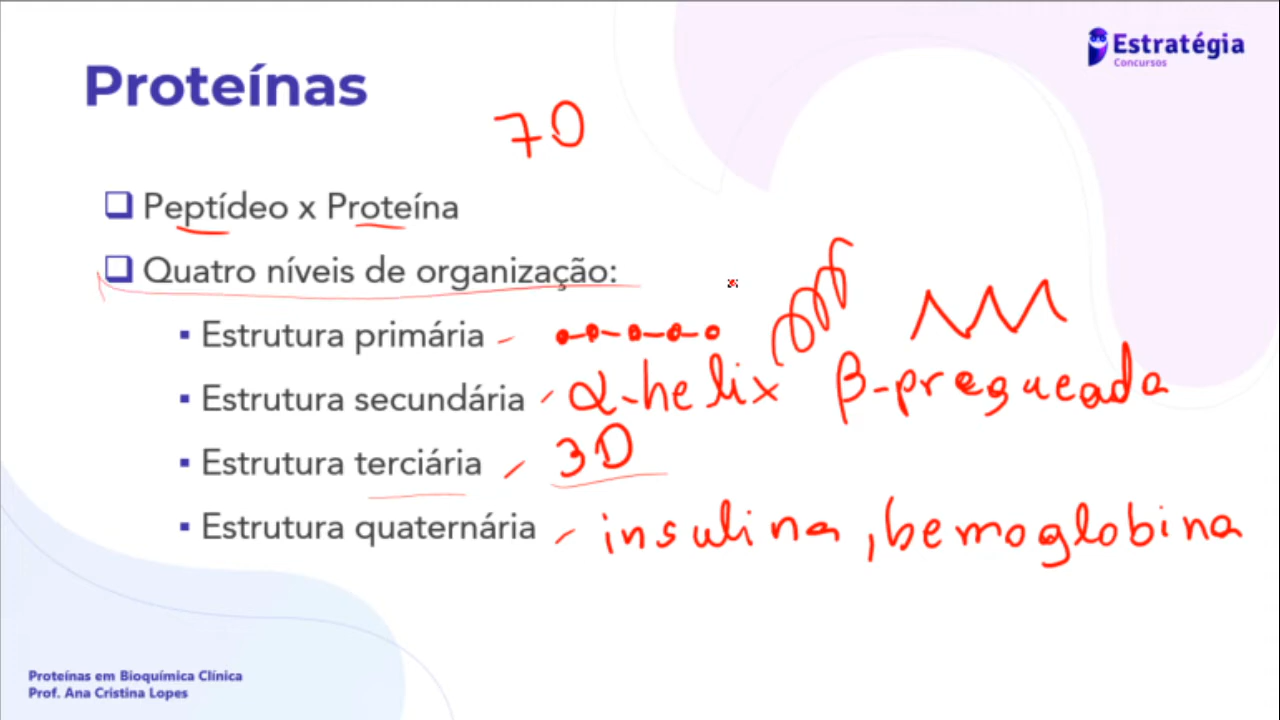 Estratégia
Concursos
Proteínas
70
Peptídeo x Proteína
Quatro níveis de organização:
Estrutura primária -
Estrutura secundária - α-helix β-pregueada
Estrutura terciária - 3D
Estrutura quaternária - insulina, hemoglobina
Proteínas em Bioquímica Clínica
Prof. Ana Cristina Lopes